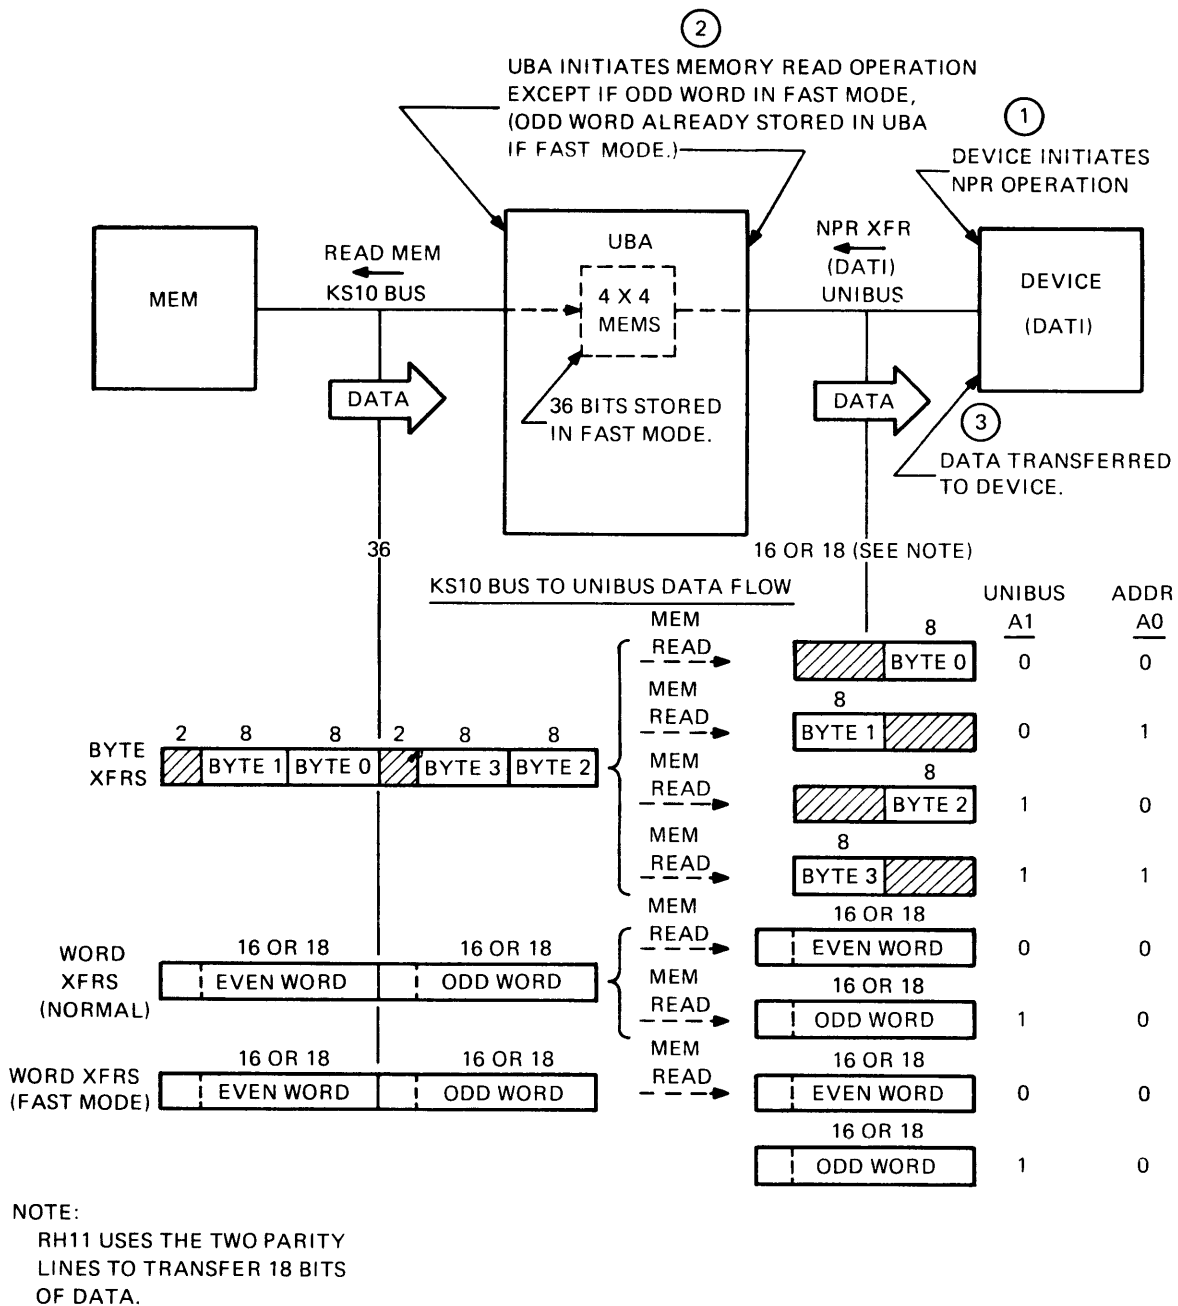 2
UBA INITIATES MEMORY READ OPERATION
EXCEPT IF ODD WORD IN FAST MODE,
(ODD WORD ALREADY STORED IN UBA
IF FAST MODE.)
1
DEVICE INITIATES
NPR OPERATION
MEM
READ MEM
KS10 BUS
UBA
4 X 4
MEMS
NPR XFR
(DATI)
UNIBUS
DEVICE
(DATI)
DATA
36 BITS STORED
IN FAST MODE.
DATA
3
DATA TRANSFERRED
TO DEVICE.
36
16 OR 18 (SEE NOTE)
KS10 BUS TO UNIBUS DATA FLOW
UNIBUS ADDR
A1 A0
MEM
READ
8
BYTE 0
0 0
MEM
READ
8
BYTE 1
0 1
BYTE
XFRS
2 8 8 2 8 8
BYTE 1 BYTE 0 BYTE 3 BYTE 2
MEM
READ
8
BYTE 2
1 0
MEM
READ
8
BYTE 3
1 1
WORD
XFRS
(NORMAL)
16 OR 18 16 OR 18
EVEN WORD ODD WORD
MEM
READ
16 OR 18
EVEN WORD
0 0
MEM
READ
16 OR 18
ODD WORD
1 0
WORD XFRS
(FAST MODE)
16 OR 18 16 OR 18
EVEN WORD ODD WORD
MEM
READ
16 OR 18
EVEN WORD
0 0
16 OR 18
ODD WORD
1 0
NOTE:
RH11 USES THE TWO PARITY
LINES TO TRANSFER 18 BITS
OF DATA.